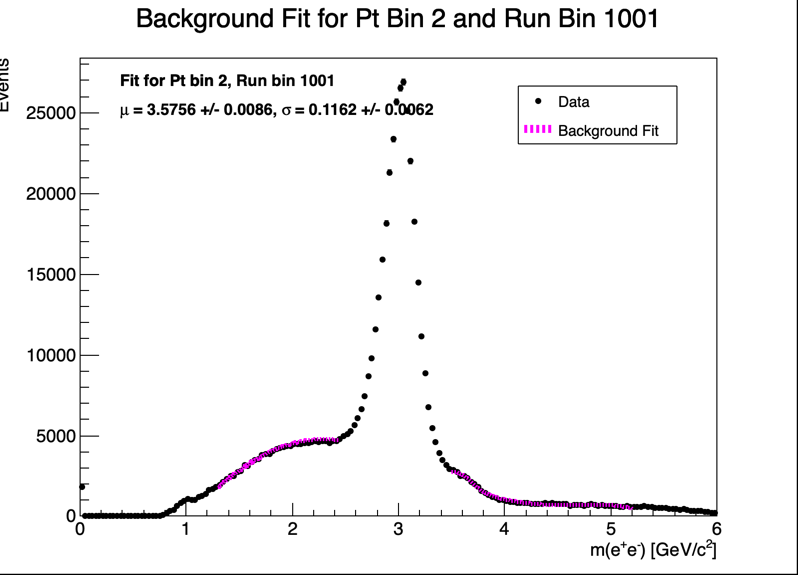 Background Fit for Pt Bin 2 and Run Bin 1001
Events
Fit for Pt bin 2, Run bin 1001
μ = 3.5756 +/- 0.0086, σ = 0.1162 +/- 0.0062
Data
Background Fit
25000
20000
15000
10000
5000
0
0 1 2 3 4 5 6
m(e⁺e⁻) [GeV/c²]